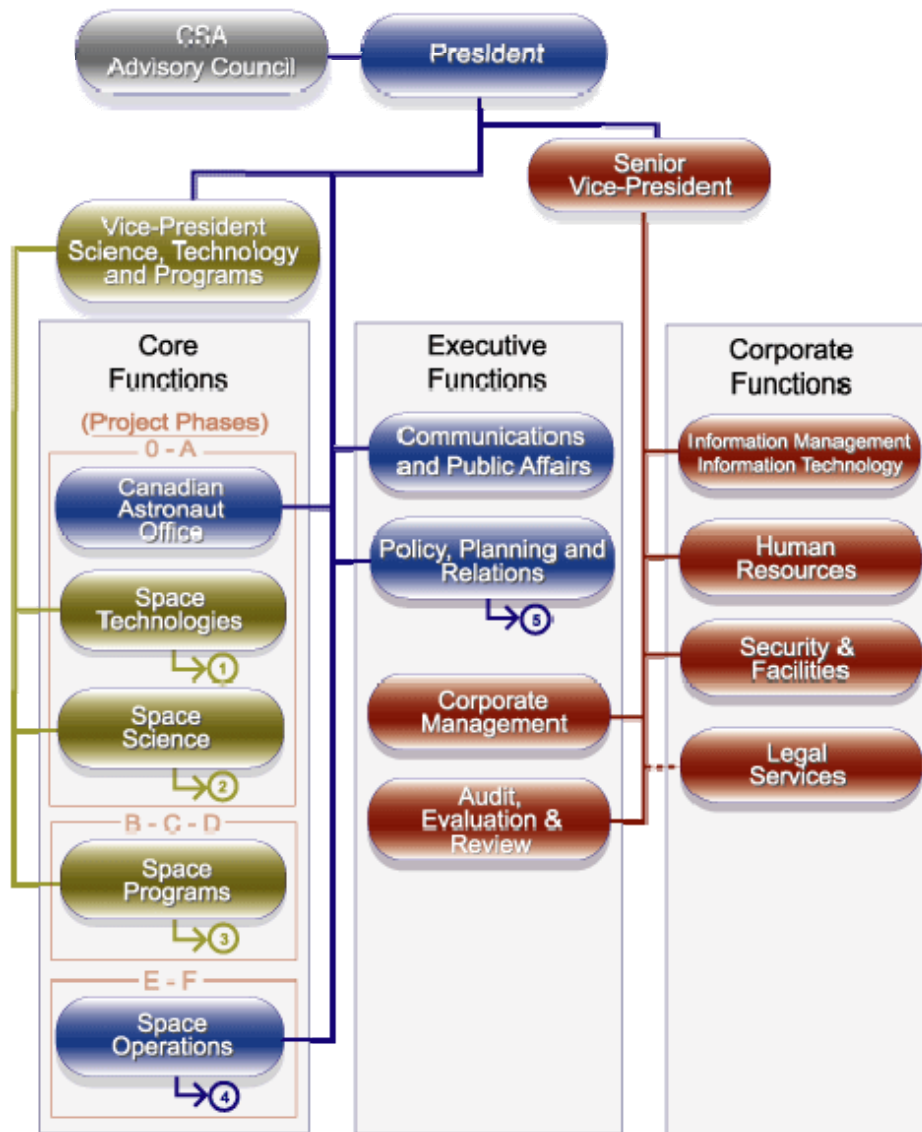 CSA
Advisory Council
President
Senior
Vice-President
Vice-President
Science, Technology
and Programs
Core
Functions
(Project Phases)
0 - A
Canadian
Astronaut
Office
Space
Technologies
1
Space
Science
2
B - C - D
Space
Programs
3
E - F
Space
Operations
4
Executive
Functions
Communications
and Public Affairs
Policy, Planning and
Relations
5
Corporate
Management
Audit,
Evaluation &
Review
Corporate
Functions
Information Management
Information Technology
Human
Resources
Security &
Facilities
Legal
Services